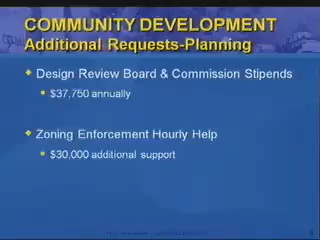 COMMUNITY DEVELOPMENT
Additional Requests-Planning
Design Review Board & Commission Stipends
$37,750 annually
Zoning Enforcement Hourly Help
$30,000 additional support